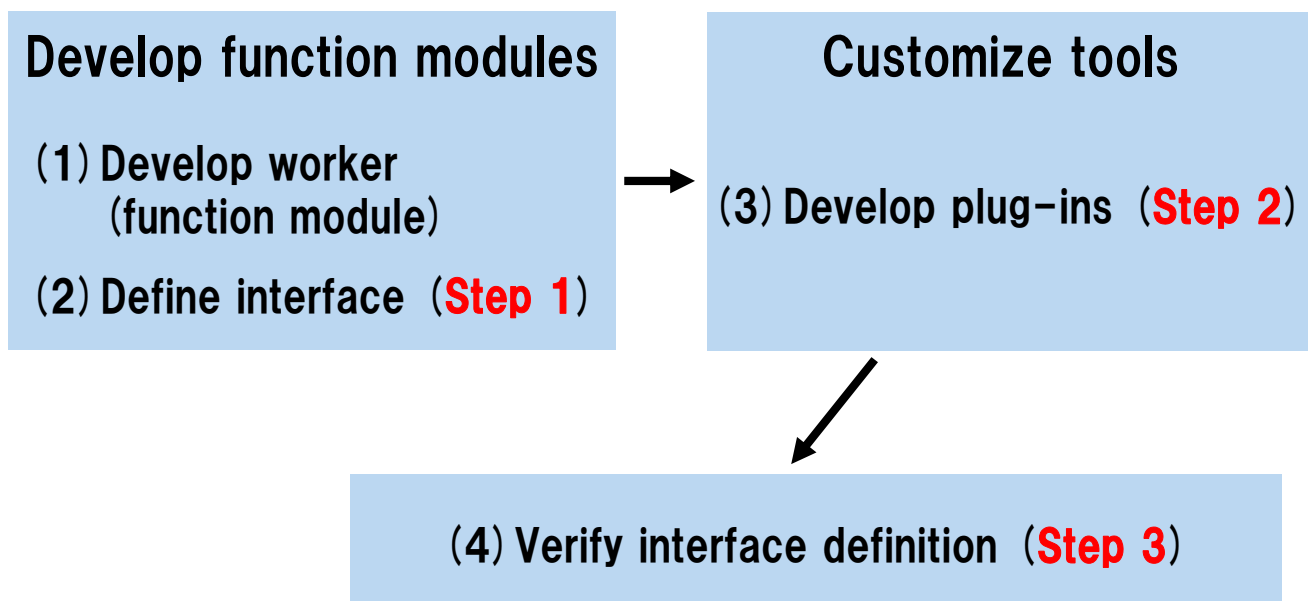 Develop function modules
(1) Develop worker
(function module)
(2) Define interface (Step 1)
Customize tools
(3) Develop plug-ins (Step 2)
(4) Verify interface definition (Step 3)